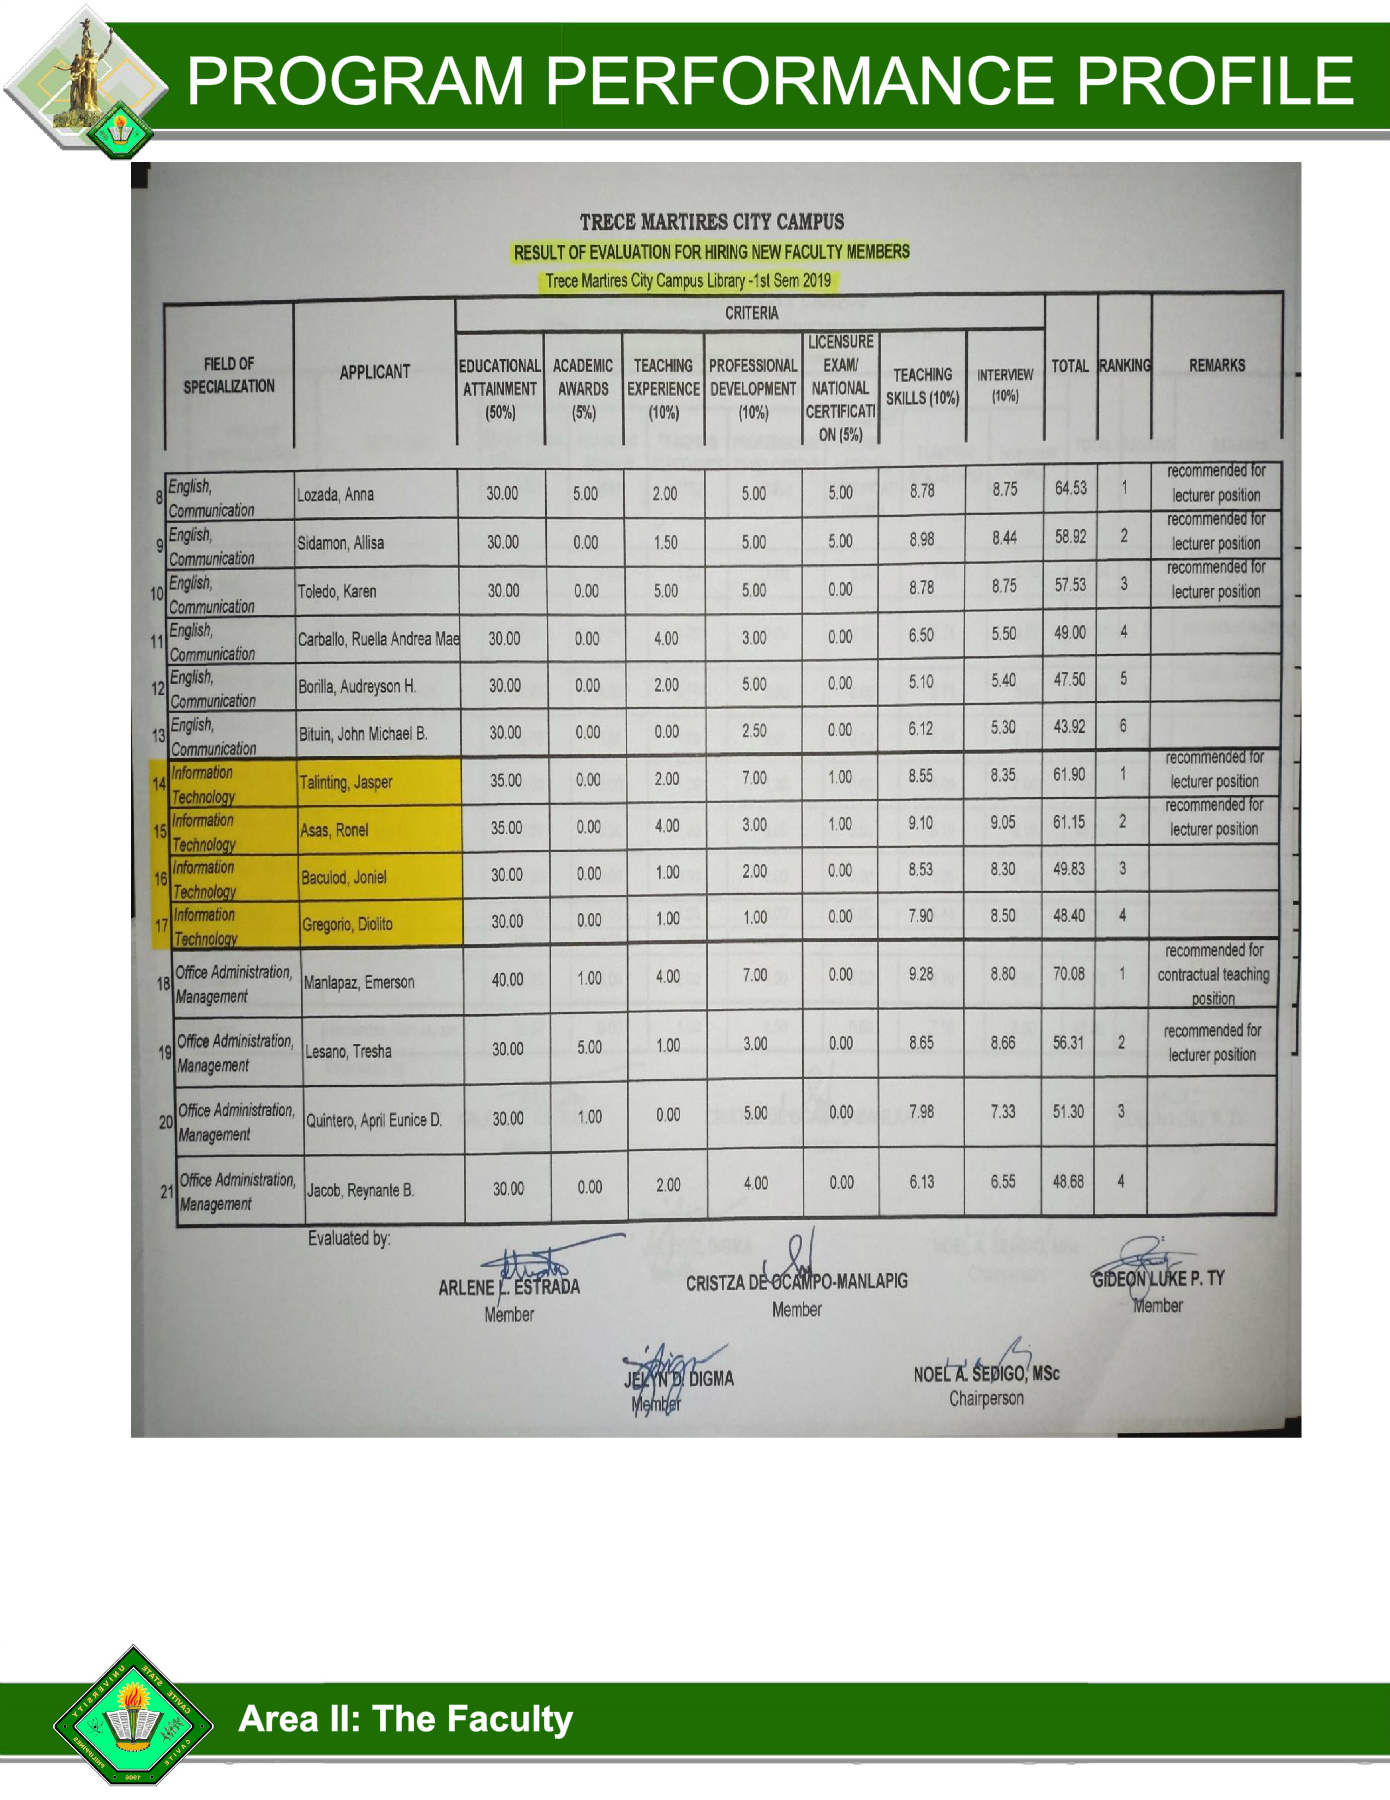 PROGRAM PERFORMANCE PROFILE
TRECE MARTIRES CITY CAMPUS
RESULT OF EVALUATION FOR HIRING NEW FACULTY MEMBERS
Trece Martires City Campus Library -1st Sem 2019
FIELD OF SPECIALIZATION APPLICANT CRITERIA TOTAL RANKING REMARKS
EDUCATIONAL ATTAINMENT (50%) ACADEMIC AWARDS (5%) TEACHING EXPERIENCE (10%) PROFESSIONAL DEVELOPMENT (10%) LICENSURE EXAM/ NATIONAL CERTIFICATI ON (5%) TEACHING SKILLS (10%) INTERVIEW (10%)
8 English, Communication Lozada, Anna 30.00 5.00 2.00 5.00 5.00 8.78 8.75 64.53 1 recommended for lecturer position
9 English, Communication Sidamon, Allisa 30.00 0.00 1.50 5.00 5.00 8.98 8.44 58.92 2 recommended for lecturer position
10 English, Communication Toledo, Karen 30.00 0.00 5.00 5.00 0.00 8.78 8.75 57.53 3 recommended for lecturer position
11 English, Communication Carballo, Ruella Andrea Mae 30.00 0.00 4.00 3.00 0.00 6.50 5.50 49.00 4
12 English, Communication Borilla, Audreyson H. 30.00 0.00 2.00 5.00 0.00 5.10 5.40 47.50 5
13 English, Communication Bituin, John Michael B. 30.00 0.00 0.00 2.50 0.00 6.12 5.30 43.92 6
14 Information Technology Talinting, Jasper 35.00 0.00 2.00 7.00 1.00 8.55 8.35 61.90 1 recommended for lecturer position
15 Information Technology Asas, Ronel 35.00 0.00 4.00 3.00 1.00 9.10 9.05 61.15 2 recommended for lecturer position
16 Information Technology Baculod, Joniel 30.00 0.00 1.00 2.00 0.00 8.53 8.30 49.83 3
17 Information Technology Gregorio, Diolito 30.00 0.00 1.00 1.00 0.00 7.90 8.50 48.40 4
18 Office Administration, Management Manlapaz, Emerson 40.00 1.00 4.00 7.00 0.00 9.28 8.80 70.08 1 recommended for contractual teaching position
19 Office Administration, Management Lesano, Tresha 30.00 5.00 1.00 3.00 0.00 8.65 8.66 56.31 2 recommended for lecturer position
20 Office Administration, Management Quintero, April Eunice D. 30.00 1.00 0.00 5.00 0.00 7.98 7.33 51.30 3
21 Office Administration, Management Jacob, Reynante B. 30.00 0.00 2.00 4.00 0.00 6.13 6.55 48.68 4
Evaluated by:
ARLENE L. ESTRADA CRISTZA DE OCAMPO-MANLAPIG GIDEON LUKE P. TY
Member Member Member
JELYN D. DIGMA NOEL A. SEDIGO, MSc
Member Chairperson
CAVITE STATE UNIVERSITY
CAVITE 1906 PHILIPPINES
Area II: The Faculty